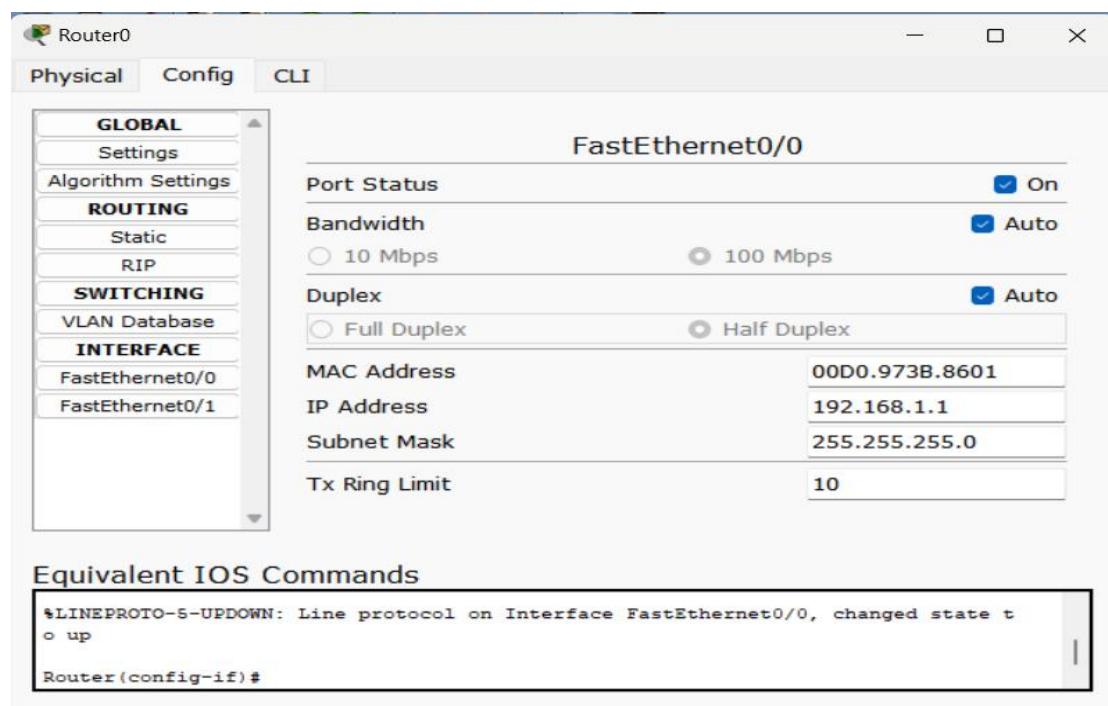 Router0
Physical Config CLI
GLOBAL
Settings
Algorithm Settings
ROUTING
Static
RIP
SWITCHING
VLAN Database
INTERFACE
FastEthernet0/0
FastEthernet0/1
FastEthernet0/0
Port Status On
Bandwidth Auto
10 Mbps 100 Mbps
Duplex Auto
Full Duplex Half Duplex
MAC Address 00D0.973B.8601
IP Address 192.168.1.1
Subnet Mask 255.255.255.0
Tx Ring Limit 10
Equivalent IOS Commands
%LINEPROTO-5-UPDOWN: Line protocol on Interface FastEthernet0/0, changed state t
o up
Router(config-if)#